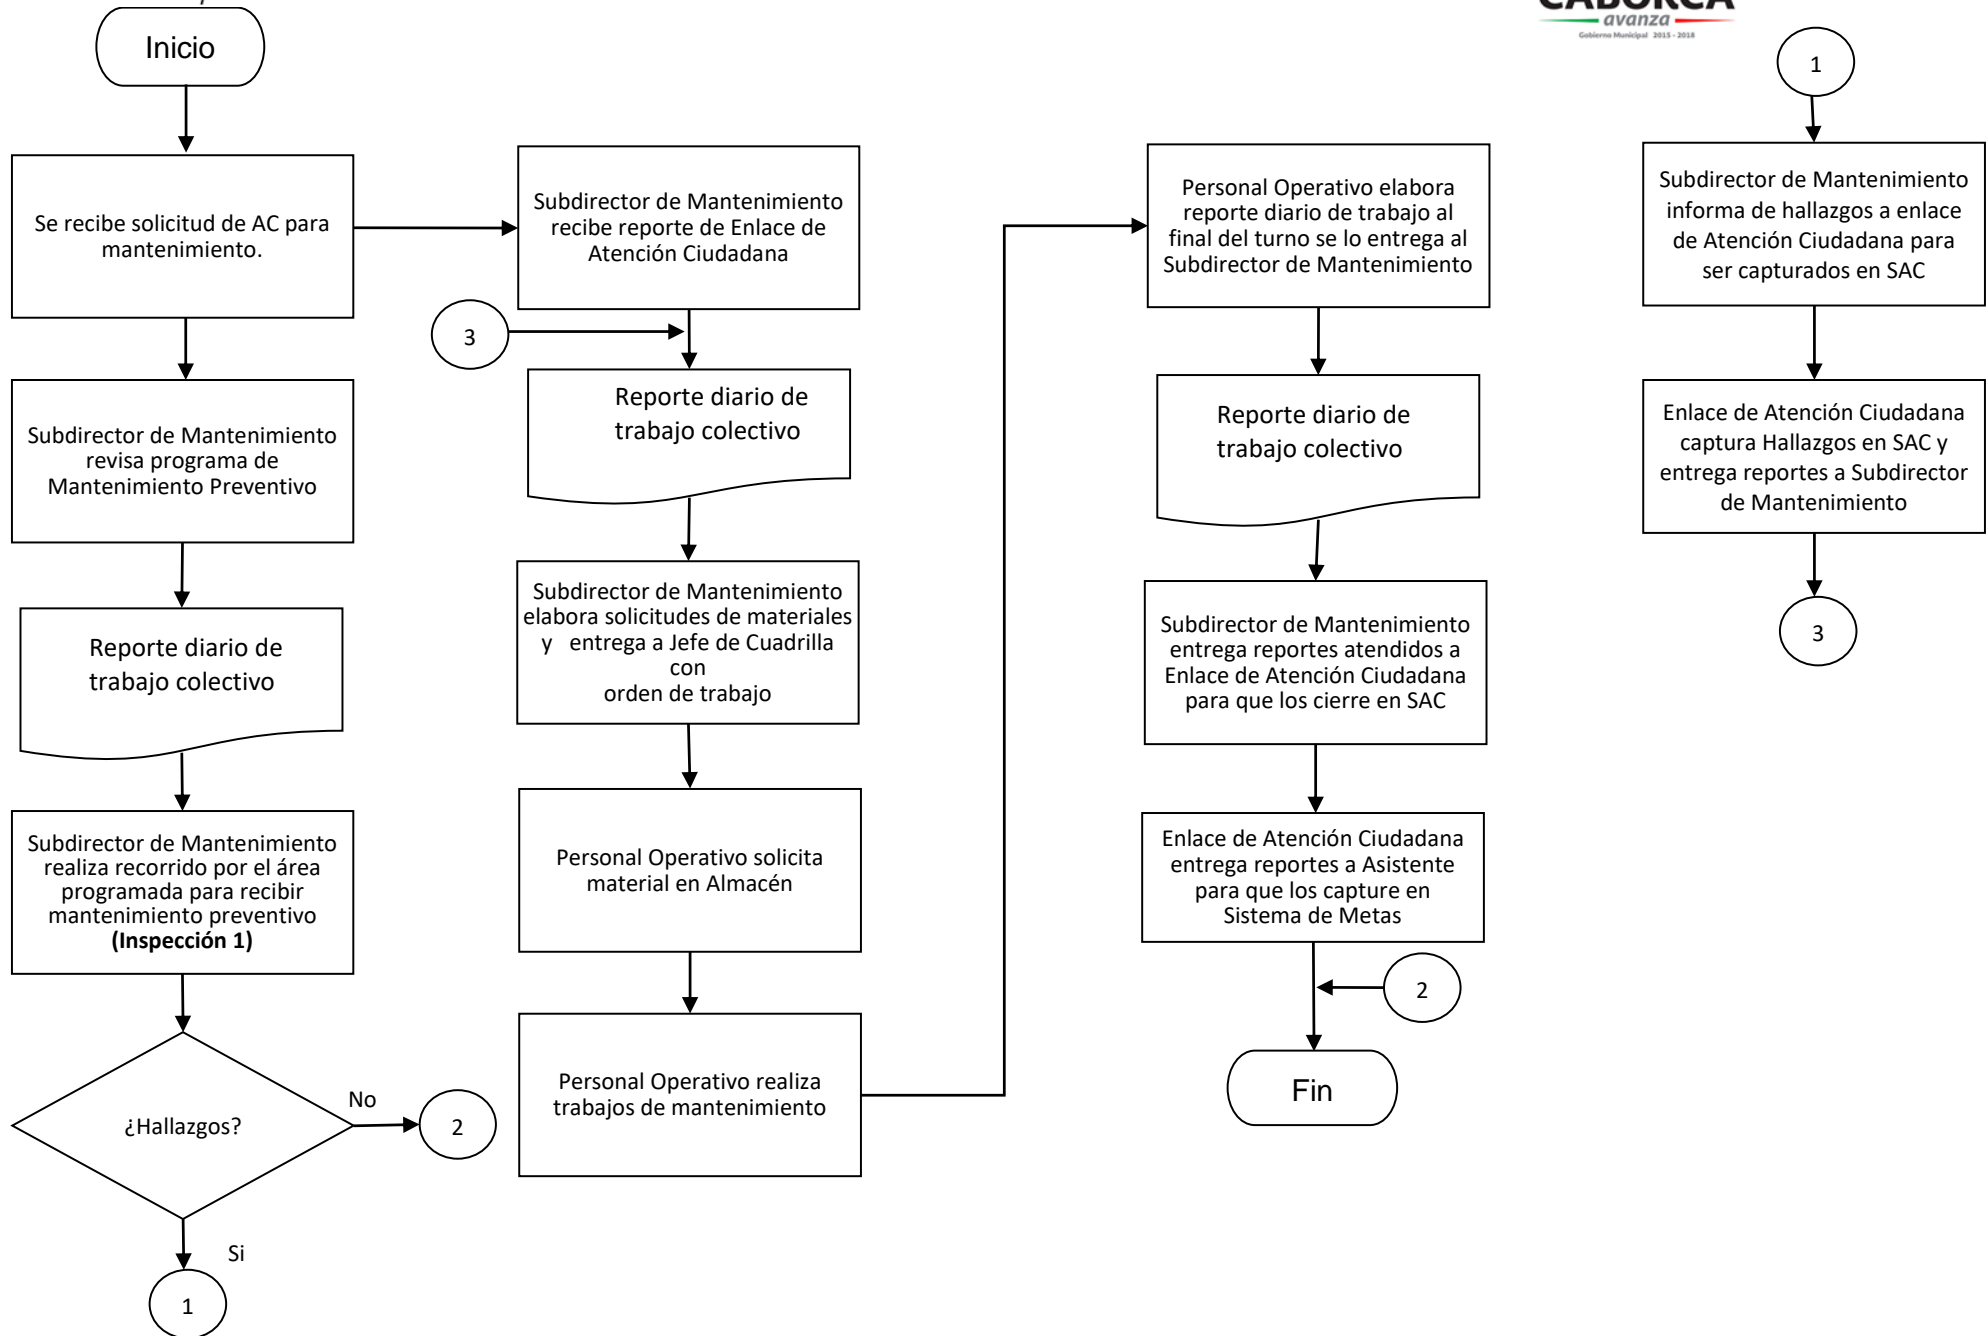 CABORCA
avanza
Gobierno Municipal 2015 - 2018
Inicio
Se recibe solicitud de AC para
mantenimiento.
Subdirector de Mantenimiento
revisa programa de
Mantenimiento Preventivo
Reporte diario de
trabajo colectivo
Subdirector de Mantenimiento
realiza recorrido por el área
programada para recibir
mantenimiento preventivo
(Inspección 1)
¿Hallazgos?
No
2
Si
1
Subdirector de Mantenimiento
recibe reporte de Enlace de
Atención Ciudadana
3
Reporte diario de
trabajo colectivo
Subdirector de Mantenimiento
elabora solicitudes de materiales
y entrega a Jefe de Cuadrilla
con
orden de trabajo
Personal Operativo solicita
material en Almacén
Personal Operativo realiza
trabajos de mantenimiento
Personal Operativo elabora
reporte diario de trabajo al
final del turno se lo entrega al
Subdirector de Mantenimiento
Reporte diario de
trabajo colectivo
Subdirector de Mantenimiento
entrega reportes atendidos a
Enlace de Atención Ciudadana
para que los cierre en SAC
Enlace de Atención Ciudadana
entrega reportes a Asistente
para que los capture en
Sistema de Metas
2
Fin
1
Subdirector de Mantenimiento
informa de hallazgos a enlace
de Atención Ciudadana para
ser capturados en SAC
Enlace de Atención Ciudadana
captura Hallazgos en SAC y
entrega reportes a Subdirector
de Mantenimiento
3